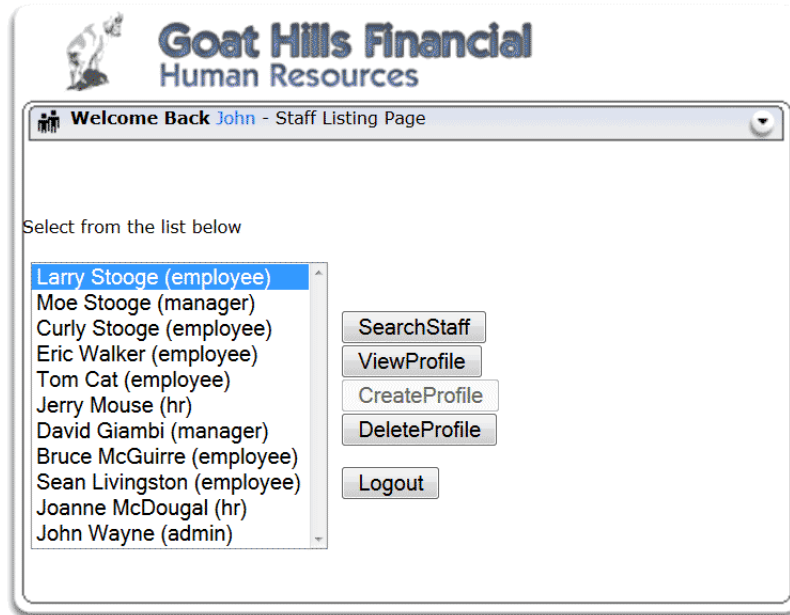 Goat Hills Financial
Human Resources
Welcome Back John - Staff Listing Page
Select from the list below
Larry Stooge (employee)
Moe Stooge (manager)
Curly Stooge (employee)
Eric Walker (employee)
Tom Cat (employee)
Jerry Mouse (hr)
David Giambi (manager)
Bruce McGuirre (employee)
Sean Livingston (employee)
Joanne McDougal (hr)
John Wayne (admin)
SearchStaff
ViewProfile
CreateProfile
DeleteProfile
Logout